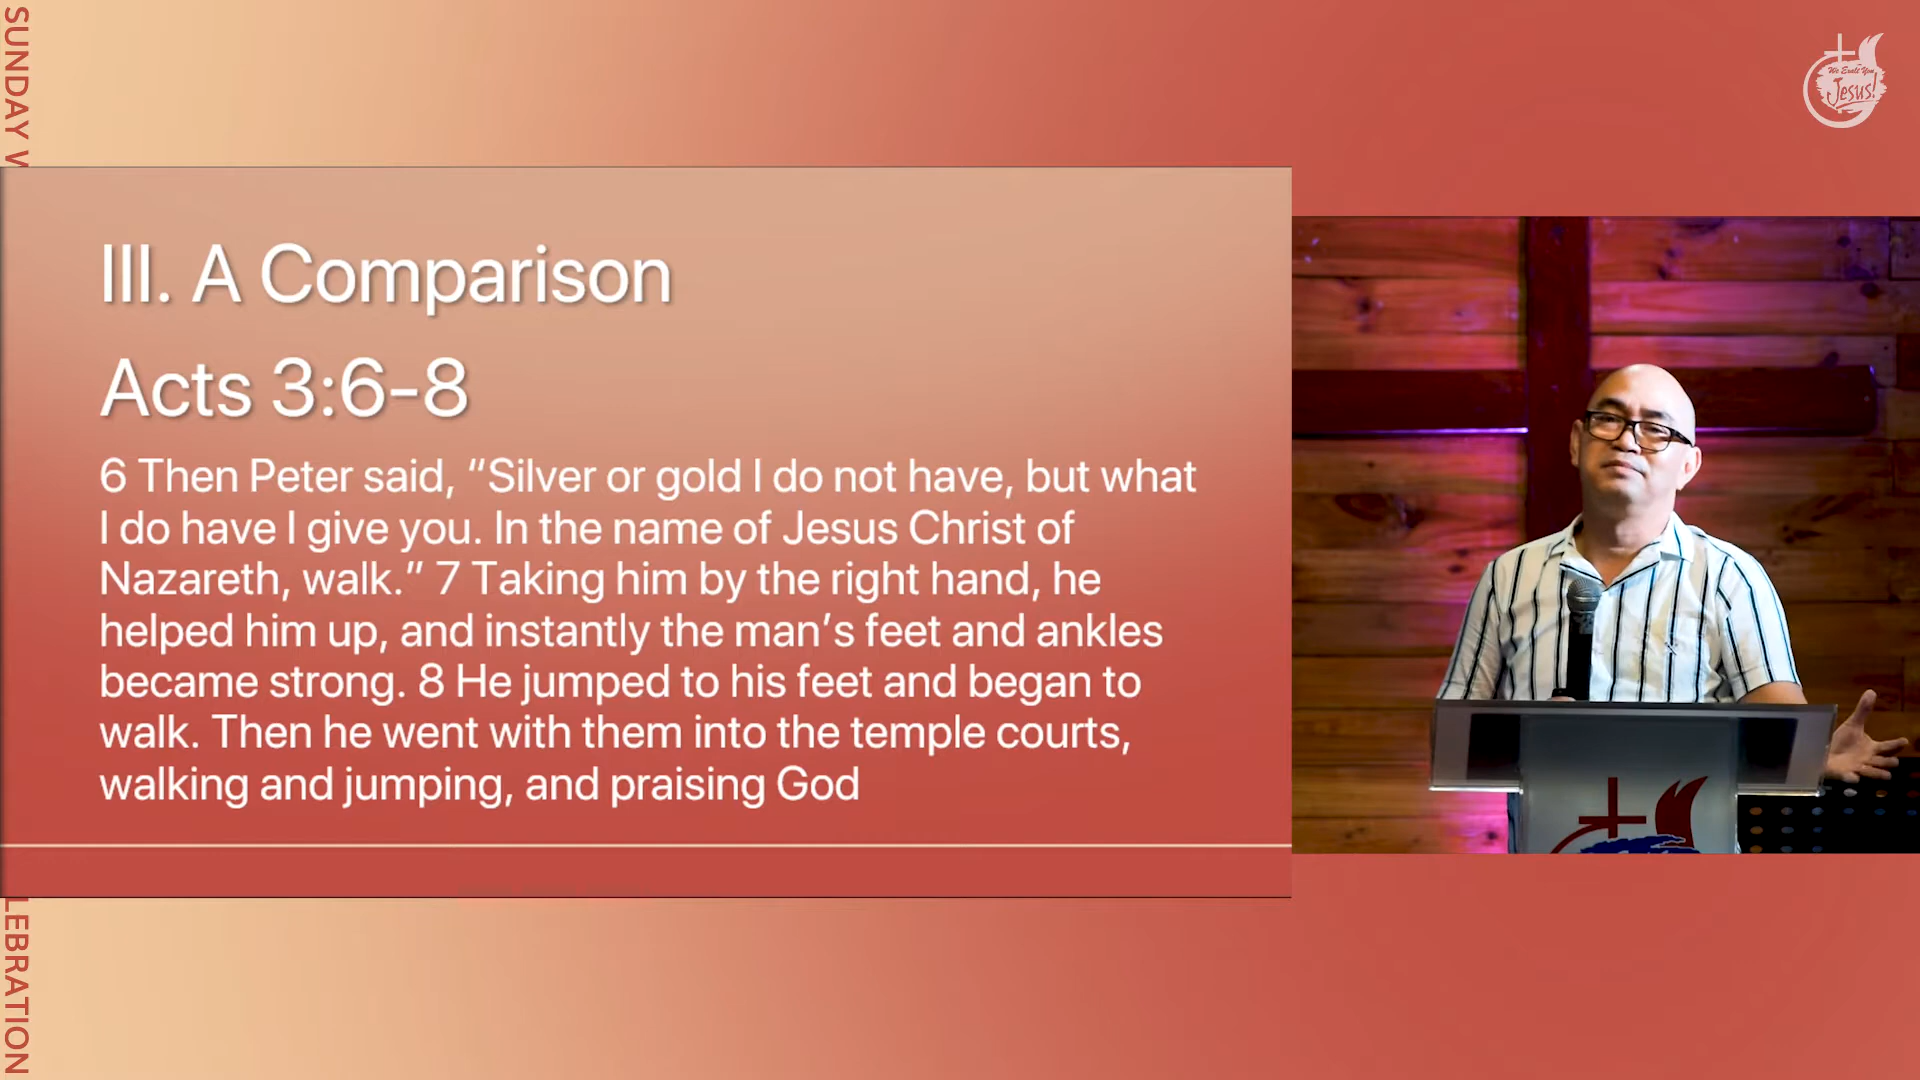 SUNDAY
We Exalt You
Jesus!
III. A Comparison
Acts 3:6-8
6 Then Peter said, “Silver or gold I do not have, but what
I do have I give you. In the name of Jesus Christ of
Nazareth, walk.” 7 Taking him by the right hand, he
helped him up, and instantly the man’s feet and ankles
became strong. 8 He jumped to his feet and began to
walk. Then he went with them into the temple courts,
walking and jumping, and praising God
LEBRATION